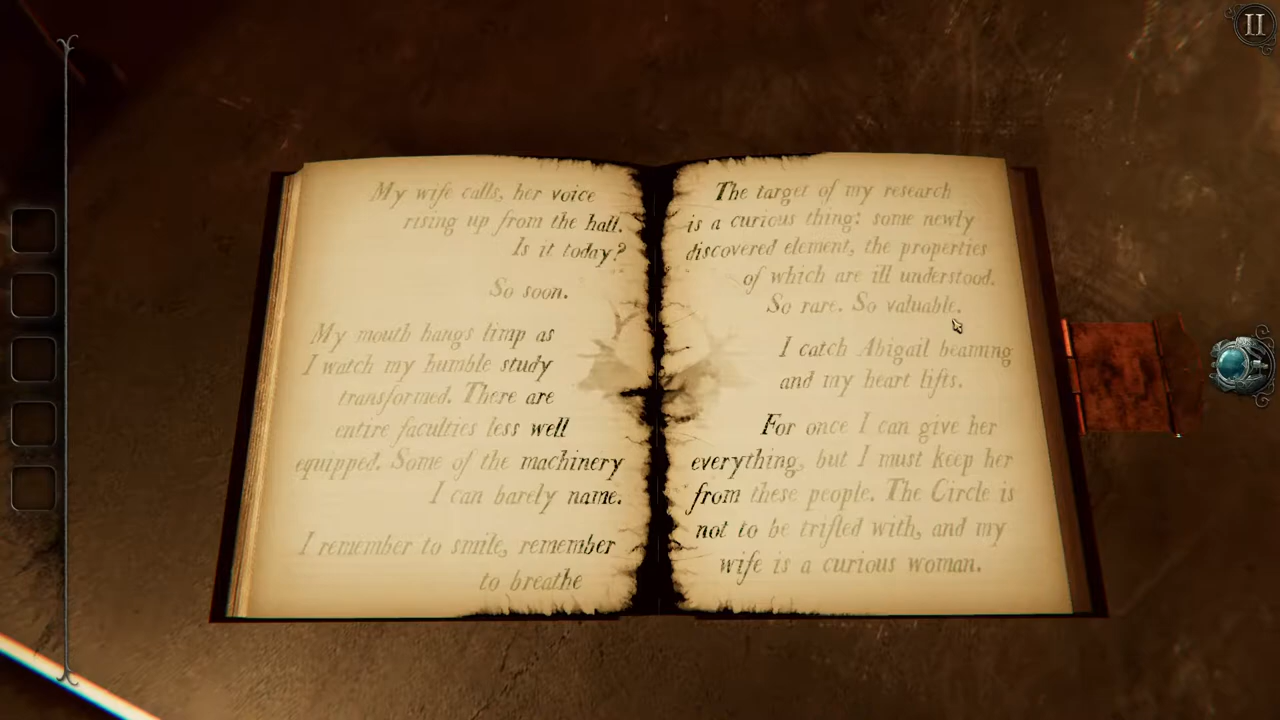 My wife calls, her voice
rising up from the hall.
Is it today?
So soon.
My mouth hangs limp as
I watch my humble study
transformed. There are
entire faculties less well
equipped. Some of the machinery
I can barely name.
I remember to smile, remember
to breathe
The target of my research
is a curious thing: some newly
discovered element, the properties
of which are ill understood.
So rare. So valuable.
I catch Abigail beaming
and my heart lifts.
For once I can give her
everything, but I must keep her
from these people. The Circle is
not to be trifled with, and my
wife is a curious woman.
II